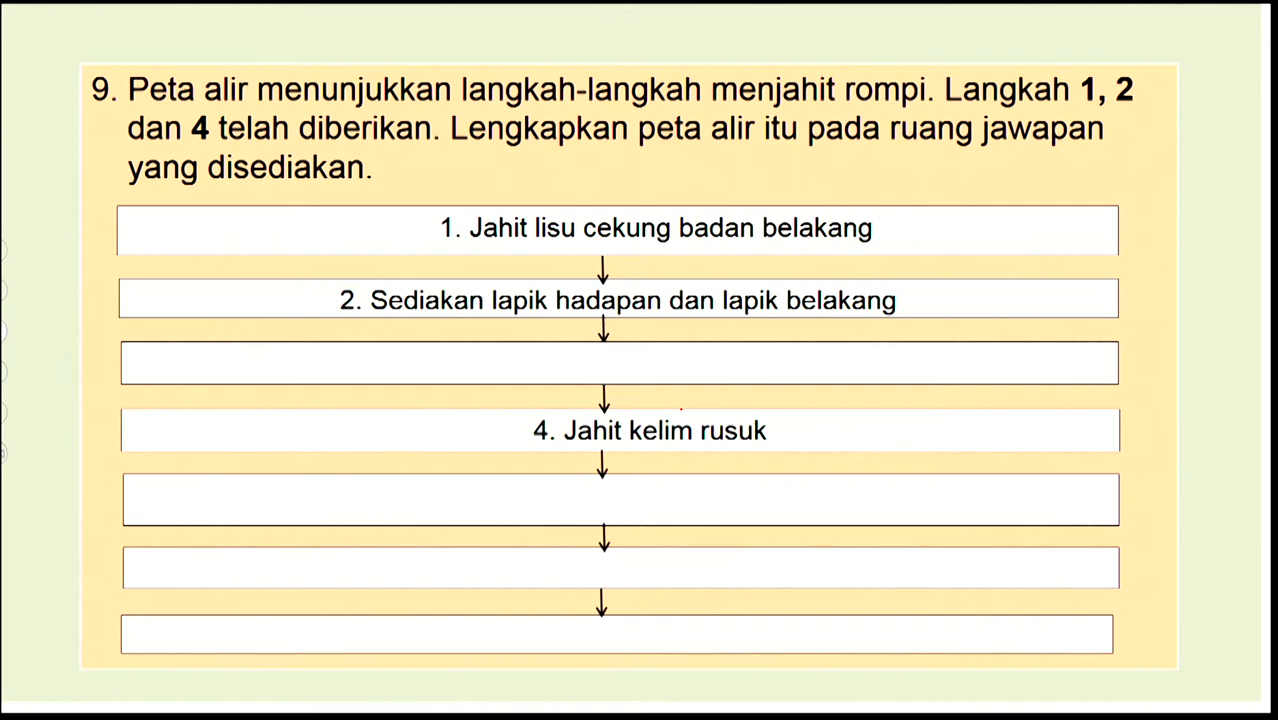 9. Peta alir menunjukkan langkah-langkah menjahit rompi. Langkah 1, 2
dan 4 telah diberikan. Lengkapkan peta alir itu pada ruang jawapan
yang disediakan.
1. Jahit lisu cekung badan belakang
2. Sediakan lapik hadapan dan lapik belakang
4. Jahit kelim rusuk